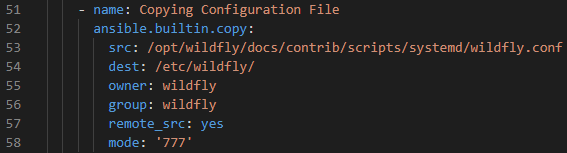 51 - name: Copying Configuration File
52 ansible.builtin.copy:
53 src: /opt/wildfly/docs/contrib/scripts/systemd/wildfly.conf
54 dest: /etc/wildfly/
55 owner: wildfly
56 group: wildfly
57 remote_src: yes
58 mode: '777'